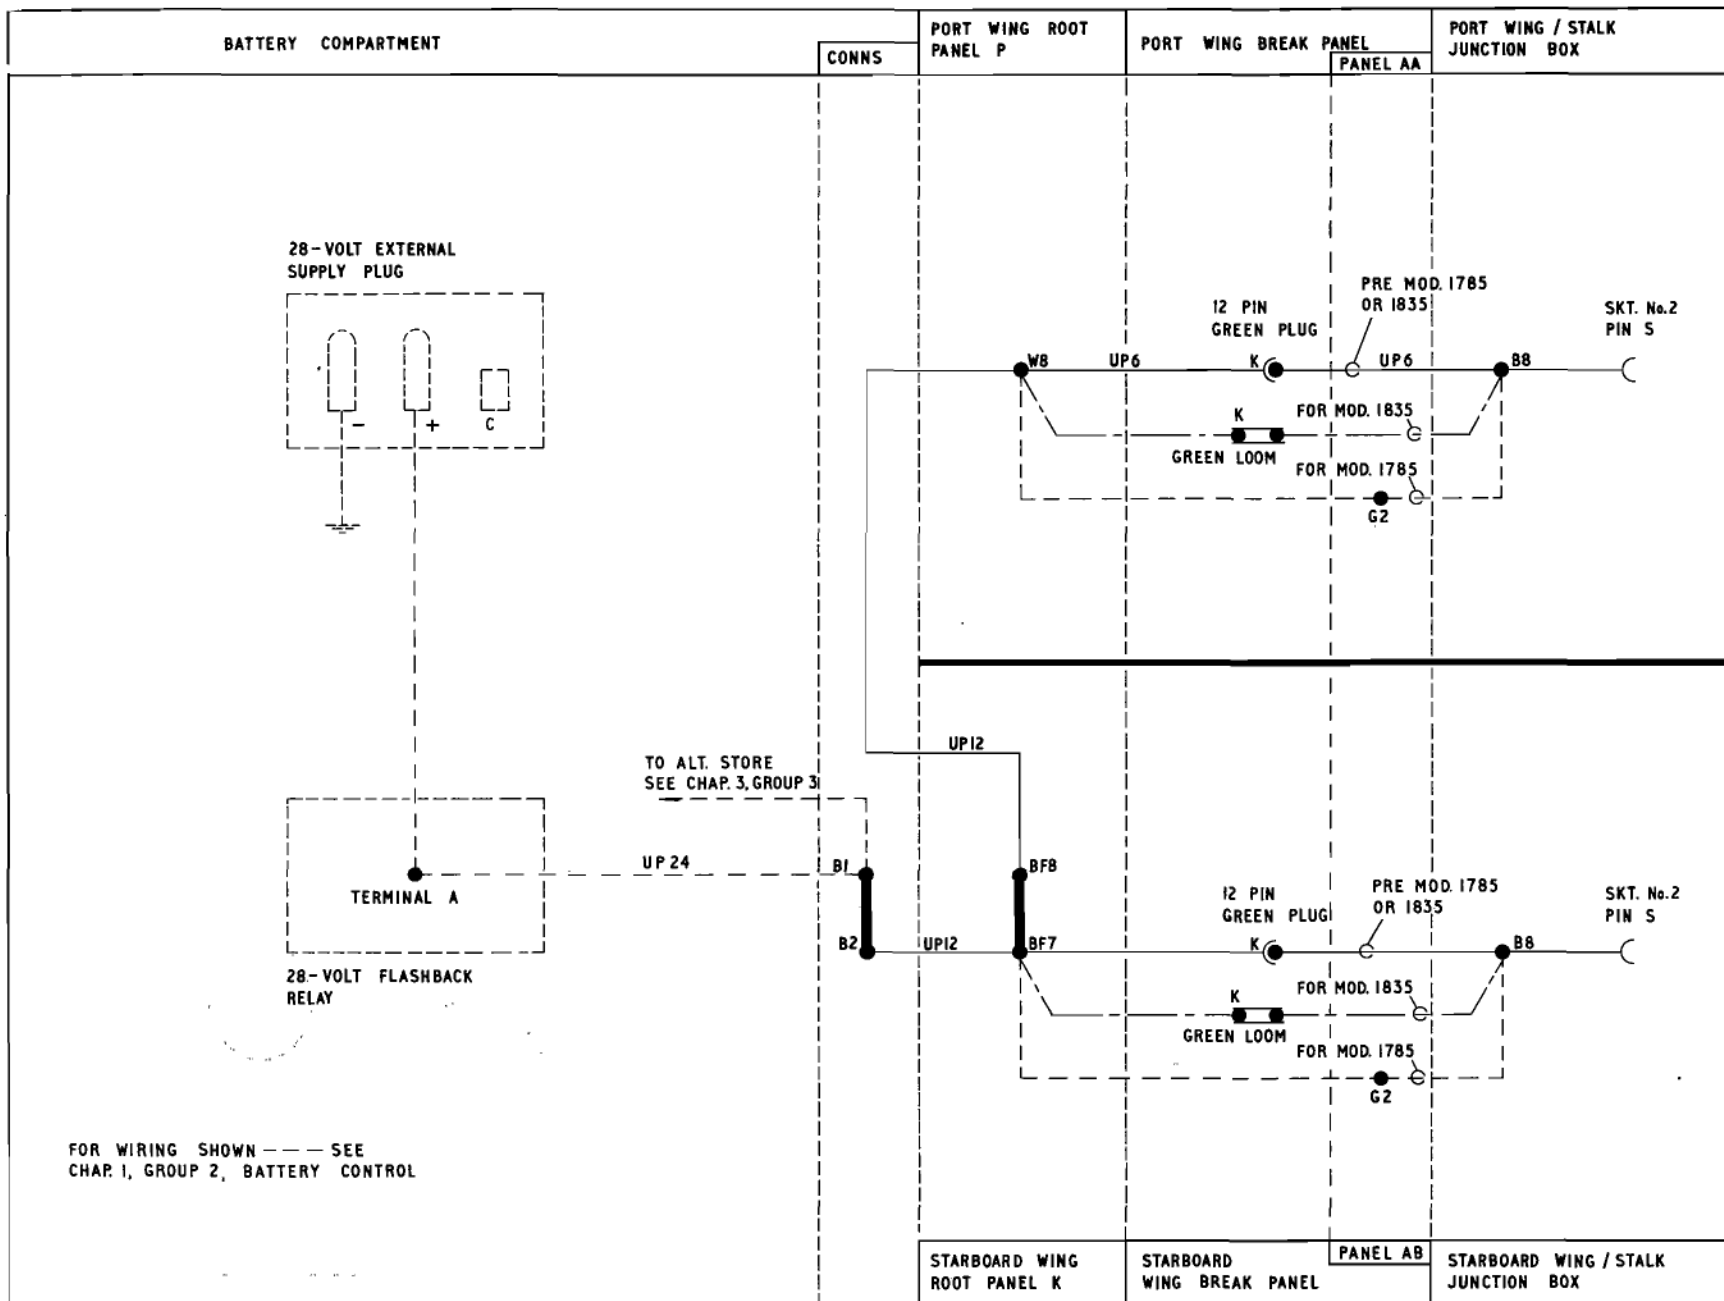 BATTERY COMPARTMENT
CONNS
PORT WING ROOT
PANEL P
PORT WING BREAK PANEL
PANEL AA
PORT WING / STALK
JUNCTION BOX
28-VOLT EXTERNAL
SUPPLY PLUG
- + C
PRE MOD. 1785
OR 1835
12 PIN
GREEN PLUG
SKT. No.2
PIN S
W8 UP6 K UP6 B8
FOR MOD. 1835
K
GREEN LOOM
FOR MOD. 1785
G2
UP12
TO ALT. STORE
SEE CHAP. 3, GROUP 3
UP 24
B1
BF8
TERMINAL A
28-VOLT FLASHBACK
RELAY
PRE MOD. 1785
OR 1835
12 PIN
GREEN PLUG
SKT. No.2
PIN S
B2 UP12 BF7 K B8
FOR MOD. 1835
K
GREEN LOOM
FOR MOD. 1785
G2
FOR WIRING SHOWN --- SEE
CHAP. 1, GROUP 2, BATTERY CONTROL
STARBOARD WING
ROOT PANEL K
STARBOARD
WING BREAK PANEL
PANEL AB
STARBOARD WING / STALK
JUNCTION BOX